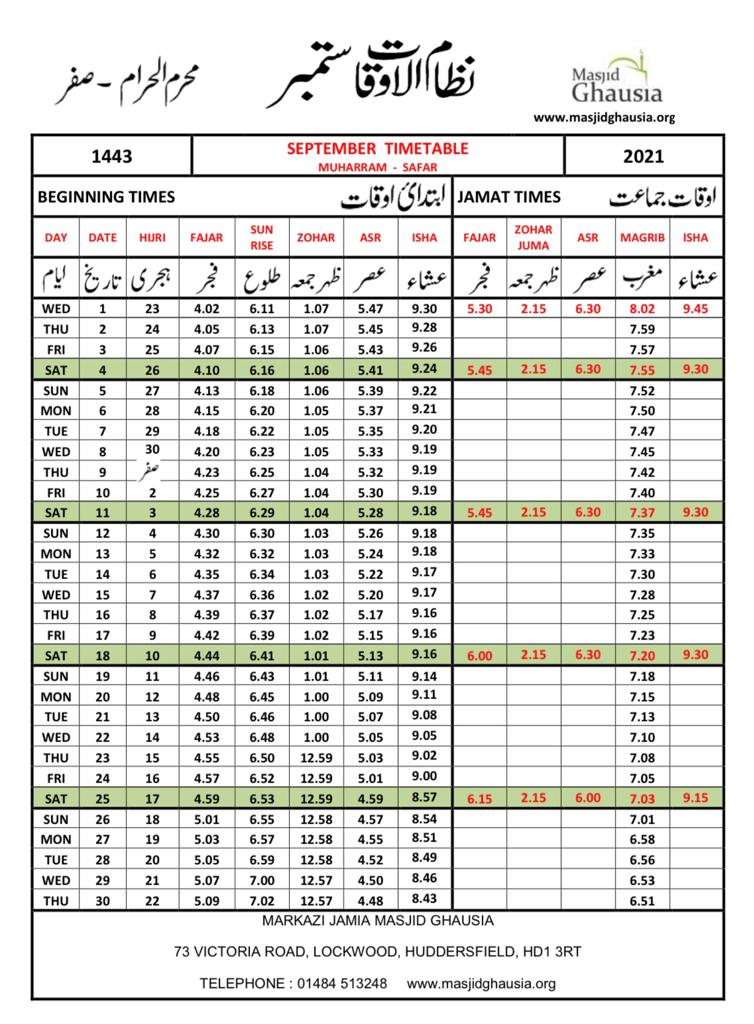 محرم الحرام - صفر
نظام الاوقات ستمبر
Masjid
Ghausia
www.masjidghausia.org
1443 SEPTEMBER TIMETABLE 2021
MUHARRAM - SAFAR
BEGINNING TIMES ابتدائ اوقات JAMAT TIMES اوقات جماعت
DAY DATE HIJRI FAJAR SUN RISE ZOHAR ASR ISHA FAJAR ZOHAR JUMA ASR MAGRIB ISHA
ایام تاریخ ہجری فجر طلوع ظہر جمعہ عصر عشاء فجر ظہر جمعہ عصر مغرب عشاء
WED 1 23 4.02 6.11 1.07 5.47 9.30 5.30 2.15 6.30 8.02 9.45
THU 2 24 4.05 6.13 1.07 5.45 9.28 7.59
FRI 3 25 4.07 6.15 1.06 5.43 9.26 7.57
SAT 4 26 4.10 6.16 1.06 5.41 9.24 5.45 2.15 6.30 7.55 9.30
SUN 5 27 4.13 6.18 1.06 5.39 9.22 7.52
MON 6 28 4.15 6.20 1.05 5.37 9.21 7.50
TUE 7 29 4.18 6.22 1.05 5.35 9.20 7.47
WED 8 30 4.20 6.23 1.05 5.33 9.19 7.45
THU 9 صفر 4.23 6.25 1.04 5.32 9.19 7.42
FRI 10 2 4.25 6.27 1.04 5.30 9.19 7.40
SAT 11 3 4.28 6.29 1.04 5.28 9.18 5.45 2.15 6.30 7.37 9.30
SUN 12 4 4.30 6.30 1.03 5.26 9.18 7.35
MON 13 5 4.32 6.32 1.03 5.24 9.18 7.33
TUE 14 6 4.35 6.34 1.03 5.22 9.17 7.30
WED 15 7 4.37 6.36 1.02 5.20 9.17 7.28
THU 16 8 4.39 6.37 1.02 5.17 9.16 7.25
FRI 17 9 4.42 6.39 1.02 5.15 9.16 7.23
SAT 18 10 4.44 6.41 1.01 5.13 9.16 6.00 2.15 6.30 7.20 9.30
SUN 19 11 4.46 6.43 1.01 5.11 9.14 7.18
MON 20 12 4.48 6.45 1.00 5.09 9.11 7.15
TUE 21 13 4.50 6.46 1.00 5.07 9.08 7.13
WED 22 14 4.53 6.48 1.00 5.05 9.05 7.10
THU 23 15 4.55 6.50 12.59 5.03 9.02 7.08
FRI 24 16 4.57 6.52 12.59 5.01 9.00 7.05
SAT 25 17 4.59 6.53 12.59 4.59 8.57 6.15 2.15 6.00 7.03 9.15
SUN 26 18 5.01 6.55 12.58 4.57 8.54 7.01
MON 27 19 5.03 6.57 12.58 4.55 8.51 6.58
TUE 28 20 5.05 6.59 12.58 4.52 8.49 6.56
WED 29 21 5.07 7.00 12.57 4.50 8.46 6.53
THU 30 22 5.09 7.02 12.57 4.48 8.43 6.51
MARKAZI JAMIA MASJID GHAUSIA
73 VICTORIA ROAD, LOCKWOOD, HUDDERSFIELD, HD1 3RT
TELEPHONE : 01484 513248 www.masjidghausia.org